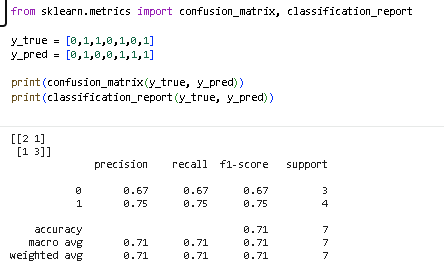 from sklearn.metrics import confusion_matrix, classification_report
y_true = [0,1,1,0,1,0,1]
y_pred = [0,1,0,0,1,1,1]
print(confusion_matrix(y_true, y_pred))
print(classification_report(y_true, y_pred))
[[2 1]
[1 3]]
precision recall f1-score support
0 0.67 0.67 0.67 3
1 0.75 0.75 0.75 4
accuracy 0.71 7
macro avg 0.71 0.71 0.71 7
weighted avg 0.71 0.71 0.71 7